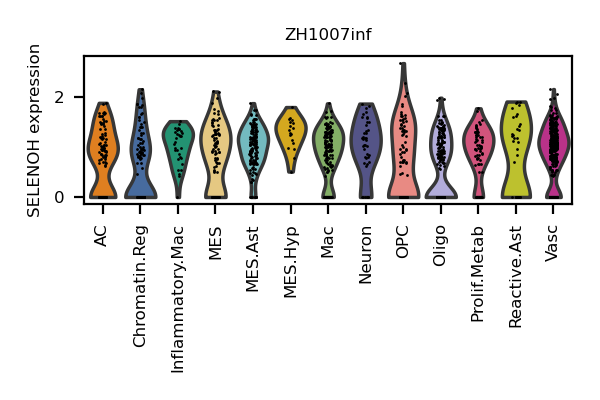 ZH1007inf
SELENOH expression
2
0
AC
Chromatin.Reg
Inflammatory.Mac
MES
MES.Ast
MES.Hyp
Mac
Neuron
OPC
Oligo
Prolif.Metab
Reactive.Ast
Vasc